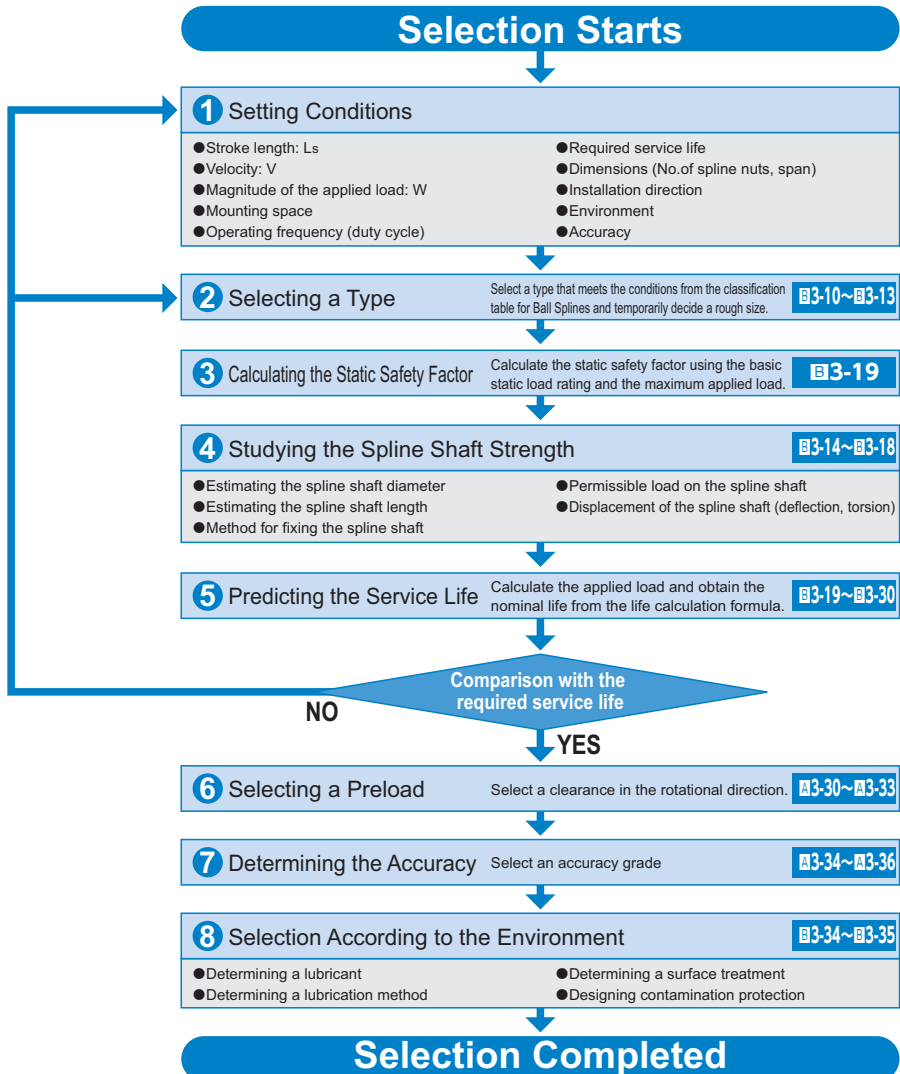 Selection Starts
1 Setting Conditions
●Stroke length: Ls
●Velocity: V
●Magnitude of the applied load: W
●Mounting space
●Operating frequency (duty cycle)
●Required service life
●Dimensions (No.of spline nuts, span)
●Installation direction
●Environment
●Accuracy
2 Selecting a Type
Select a type that meets the conditions from the classification
table for Ball Splines and temporarily decide a rough size.
B3-10~B3-13
3 Calculating the Static Safety Factor
Calculate the static safety factor using the basic
static load rating and the maximum applied load.
B3-19
4 Studying the Spline Shaft Strength
B3-14~B3-18
●Estimating the spline shaft diameter
●Estimating the spline shaft length
●Method for fixing the spline shaft
●Permissible load on the spline shaft
●Displacement of the spline shaft (deflection, torsion)
5 Predicting the Service Life
Calculate the applied load and obtain the
nominal life from the life calculation formula.
B3-19~B3-30
Comparison with the
required service life
NO
YES
6 Selecting a Preload
Select a clearance in the rotational direction.
A3-30~A3-33
7 Determining the Accuracy
Select an accuracy grade
A3-34~A3-36
8 Selection According to the Environment
B3-34~B3-35
●Determining a lubricant
●Determining a lubrication method
●Determining a surface treatment
●Designing contamination protection
Selection Completed